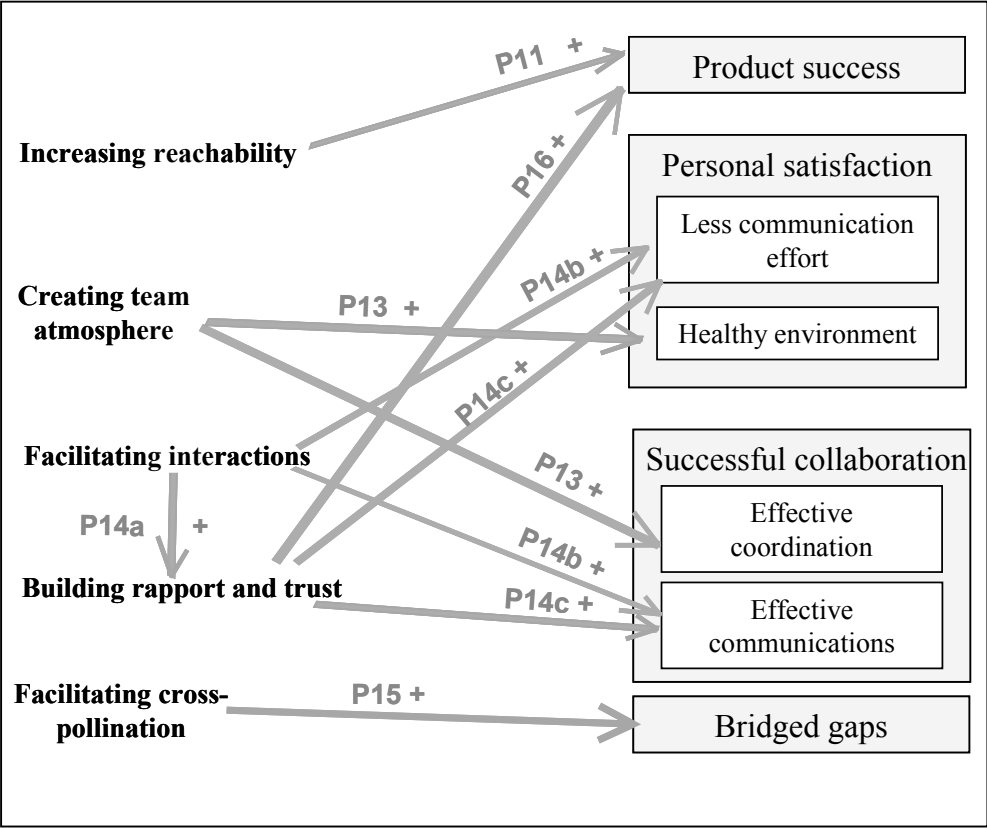 P11 +
Product success
Increasing reachability
P16 +
Personal satisfaction
Less communication
effort
P14b +
Creating team
atmosphere
P13 +
Healthy environment
P14c +
Facilitating interactions
Successful collaboration
P13 +
Effective
coordination
P14a +
P14b +
Building rapport and trust
P14c +
Effective
communications
Facilitating cross-
pollination
P15 +
Bridged gaps